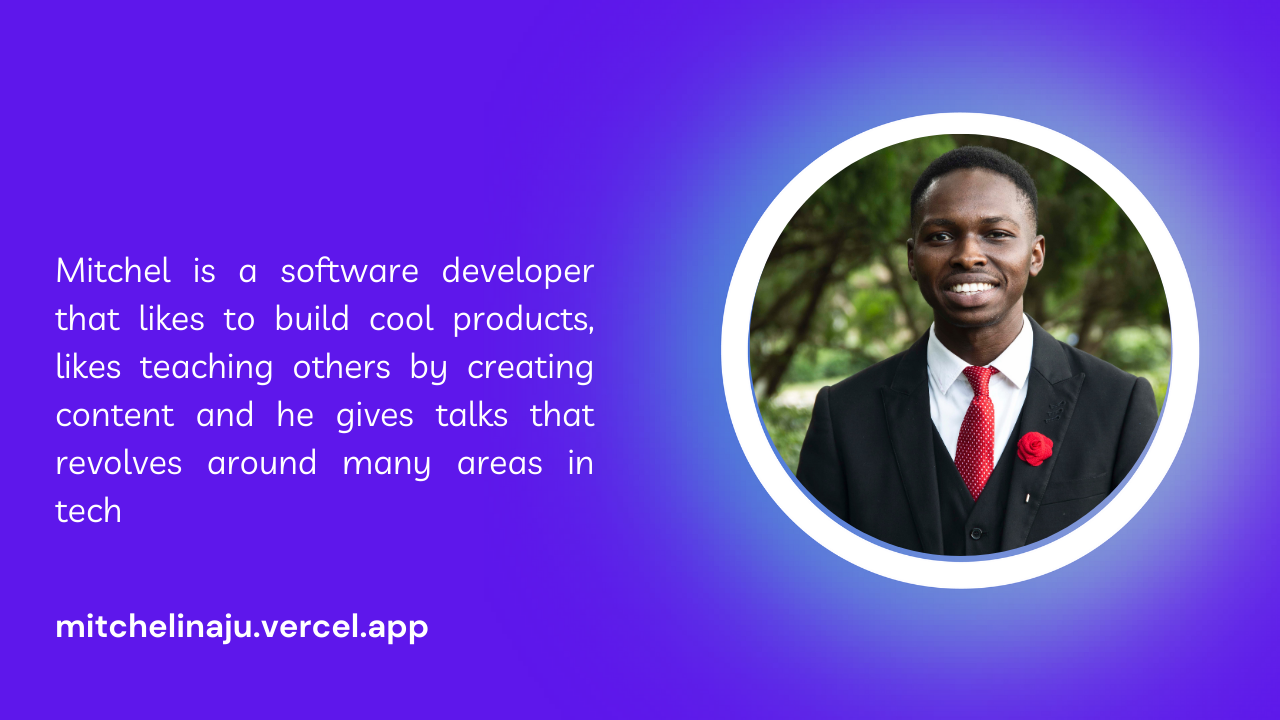 Mitchel is a software developer
that likes to build cool products,
likes teaching others by creating
content and he gives talks that
revolves around many areas in
tech
mitchelinaju.vercel.app